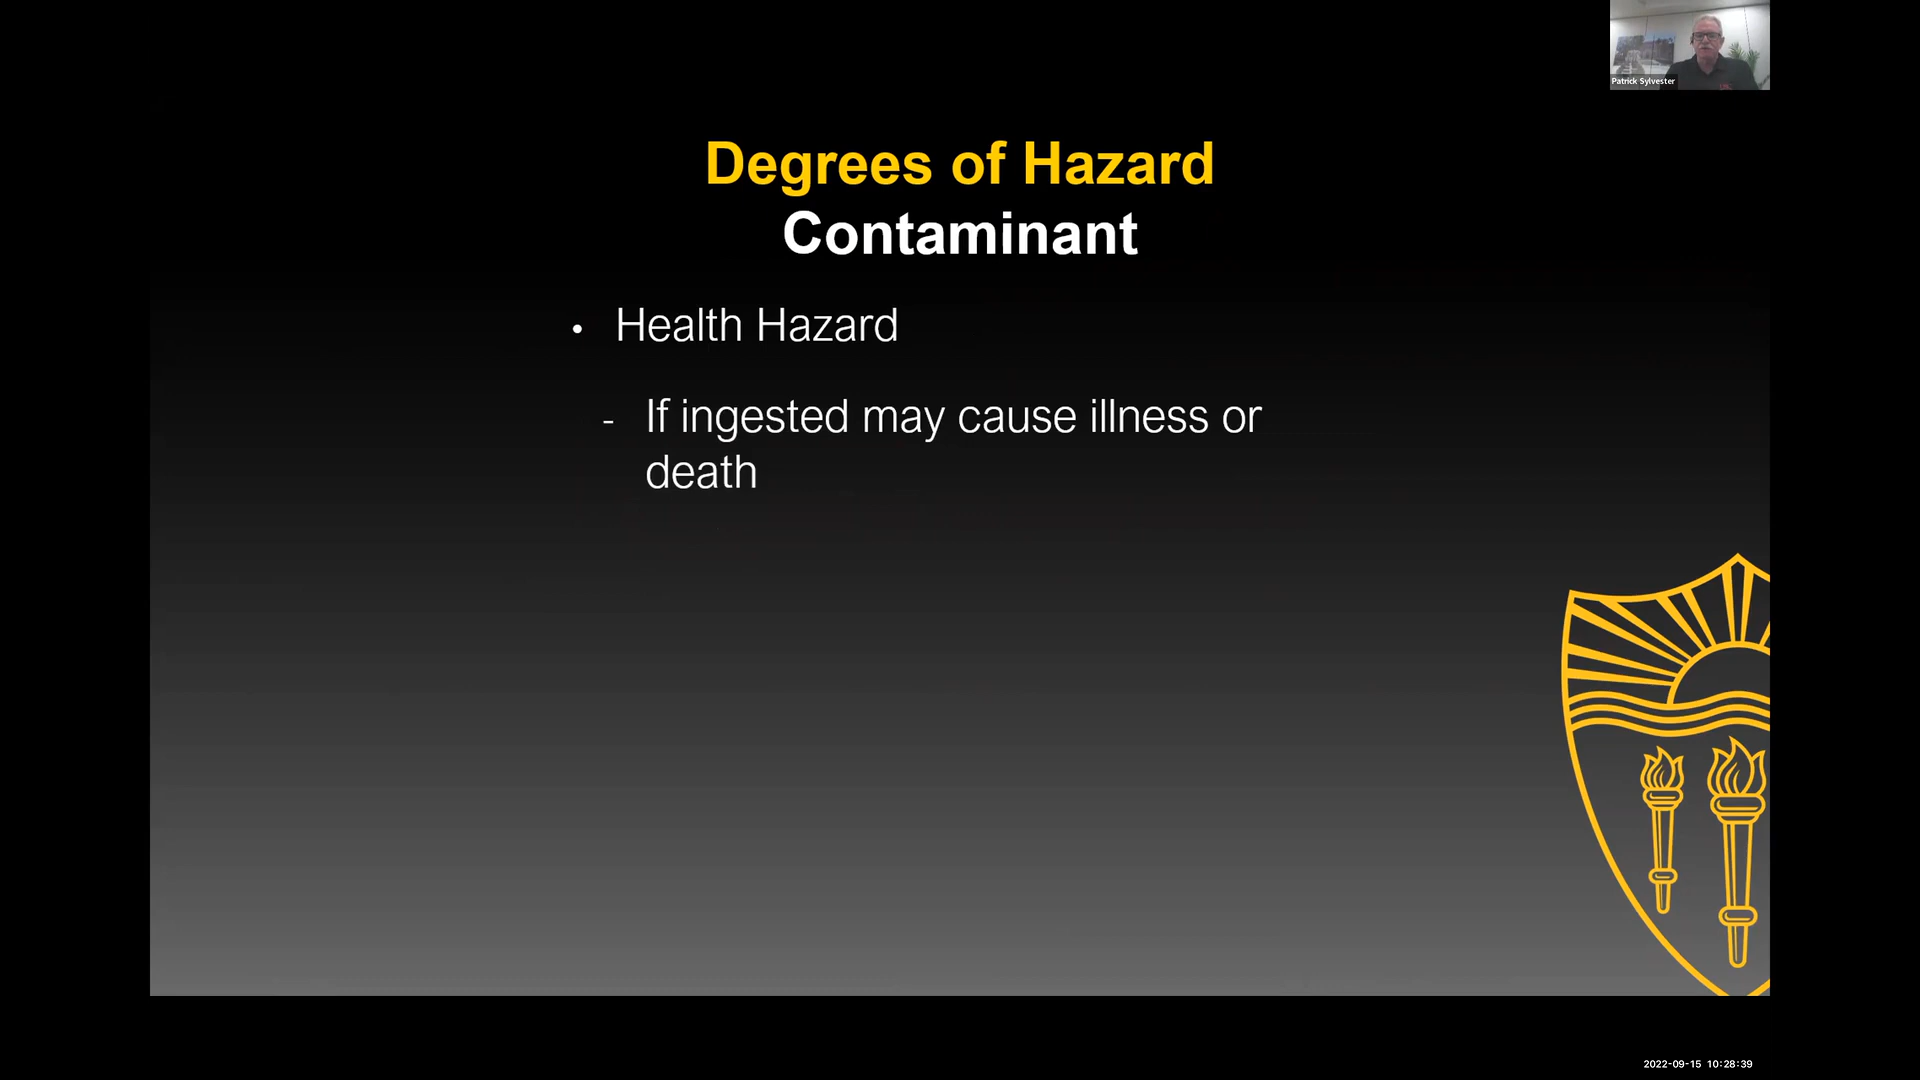 Patrick Sylvester
Degrees of Hazard
Contaminant
• Health Hazard
- If ingested may cause illness or
death
2022-09-15 10:28:39